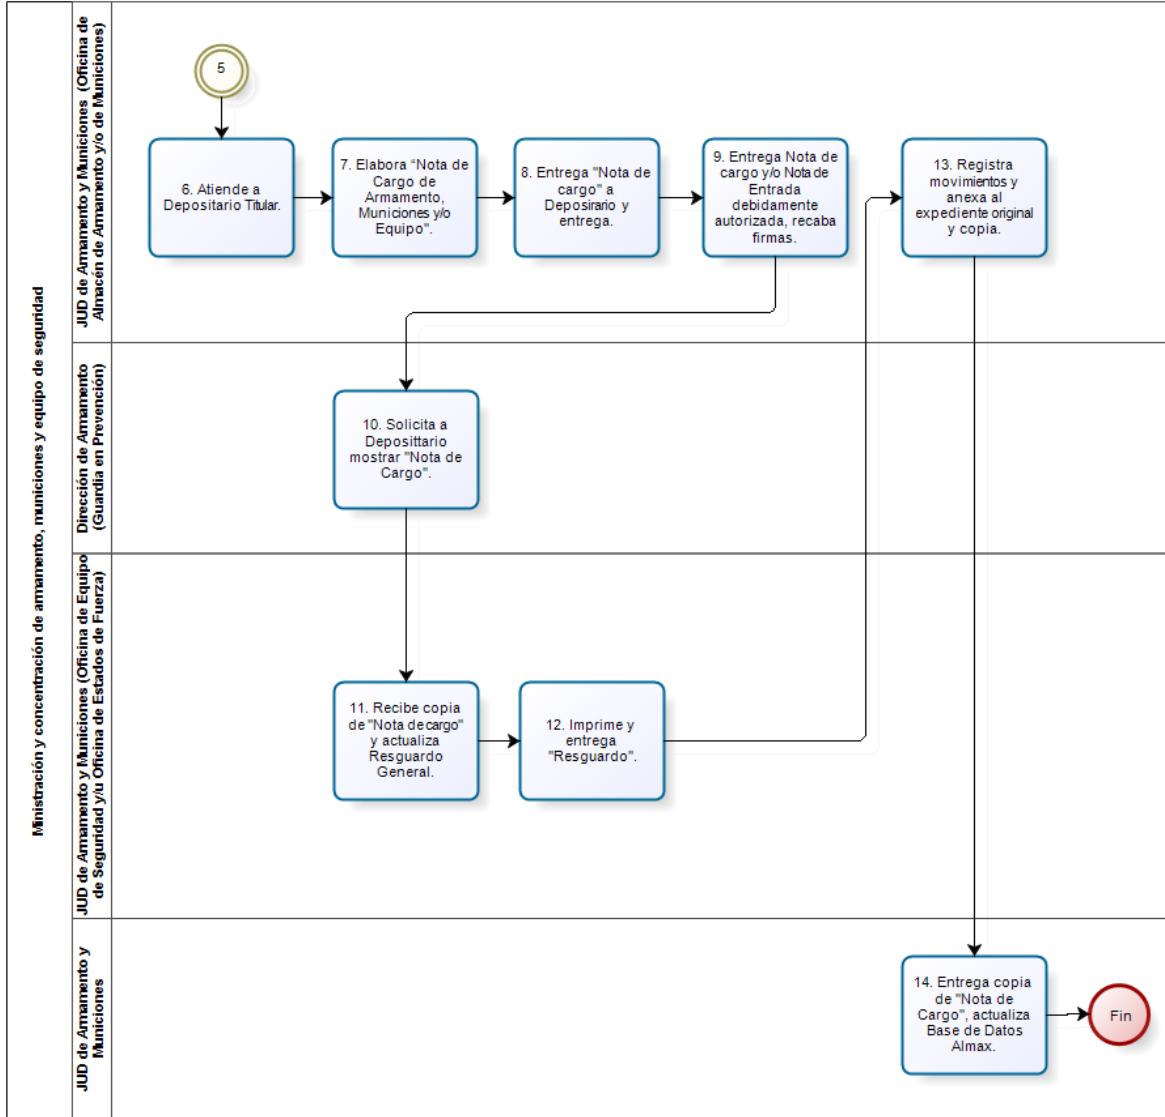 Ministración y concentración de armamento, municiones y equipo de seguridad
JUD de Armamento y Municiones (Oficina de
Almacén de Armamento y/o de Municiones)
5
6. Atiende a
Depositario Titular.
7. Elabora “Nota de
Cargo de
Armamento,
Municiones y/o
Equipo".
8. Entrega "Nota de
cargo" a
Deposirario y
entrega.
9. Entrega Nota de
cargo y/o Nota de
Entrada
debidamente
autorizada, recaba
firmas.
13. Registra
movimientos y
anexa al
expediente original
y copia.
Dirección de Armamento
(Guardia en Prevención)
10. Solicita a
Deposittario
mostrar "Nota de
Cargo".
JUD de Armamento y Municiones (Oficina de Equipo
de Seguridad y/u Oficina de Estados de Fuerza)
11. Recibe copia
de "Nota de cargo"
y actualiza
Resguardo
General.
12. Imprime y
entrega
"Resguardo".
JUD de Armamento y
Municiones
14. Entrega copia
de "Nota de
Cargo", actualiza
Base de Datos
Almax.
Fin